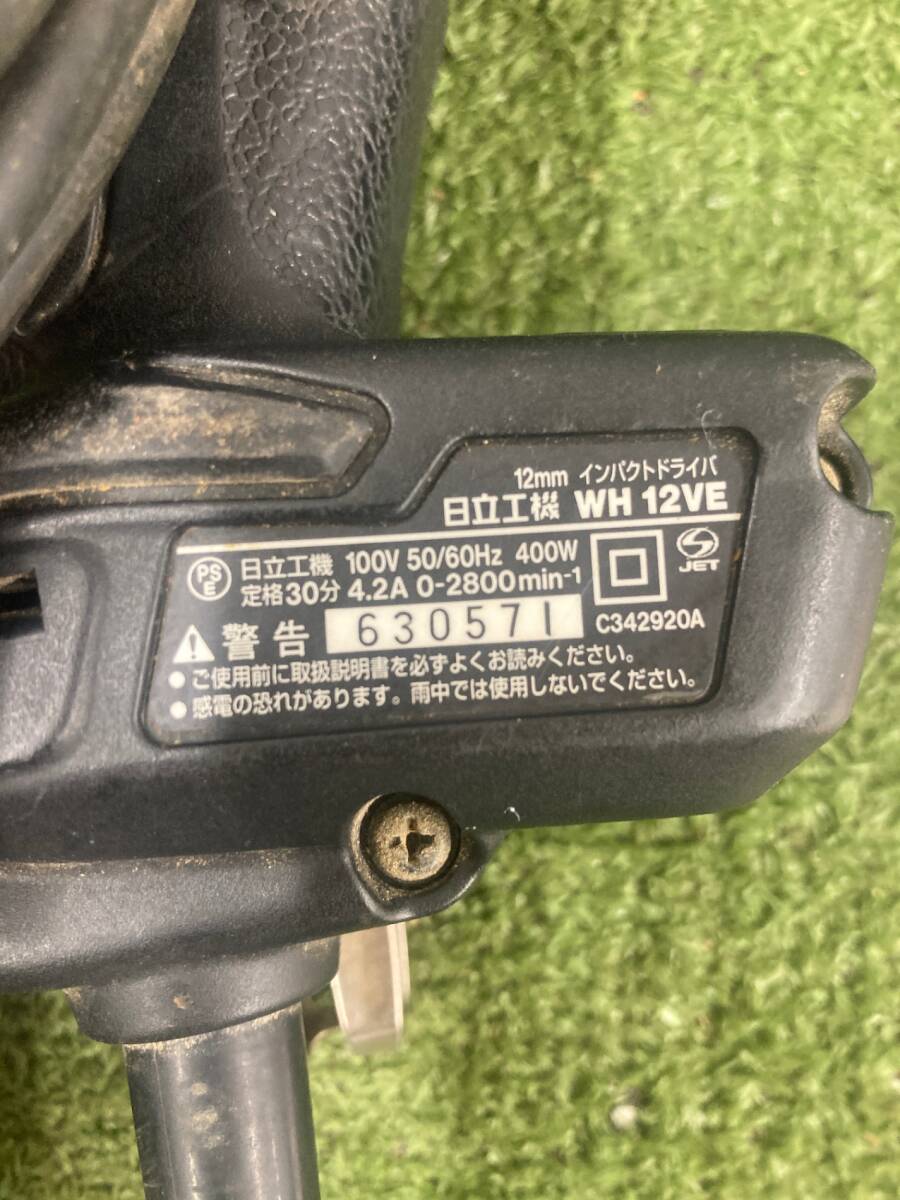 12mm インパクトドライバ
日立工機 WH 12VE
PSE 日立工機 100V 50/60Hz 400W
定格30分 4.2A 0-2800min-1
JET
警告 630571 C342920A
● ご使用前に取扱説明書を必ずよくお読みください。
● 感電の恐れがあります。雨中では使用しないでください。